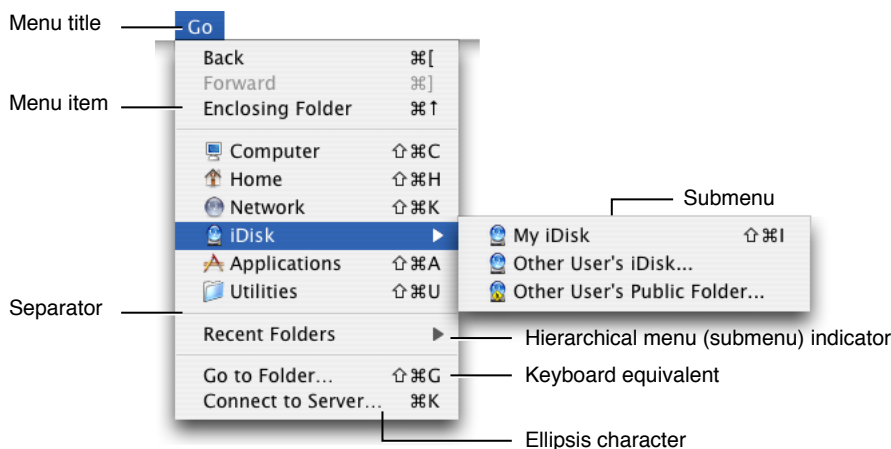 Menu title
Go
Back ⌘[
Forward ⌘]
Menu item
Enclosing Folder ⌘↑
Computer ⇧⌘C
Home ⇧⌘H
Network ⇧⌘K
Submenu
iDisk
My iDisk ⇧⌘I
Applications ⇧⌘A
Other User's iDisk...
Utilities ⇧⌘U
Other User's Public Folder...
Separator
Recent Folders
Hierarchical menu (submenu) indicator
Go to Folder... ⇧⌘G
Keyboard equivalent
Connect to Server... ⌘K
Ellipsis character